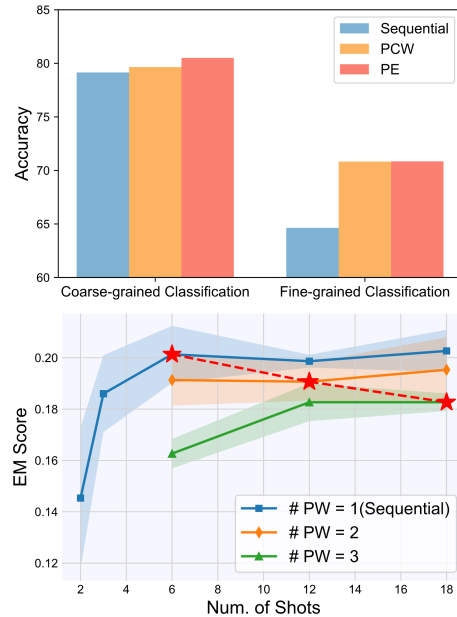 85
80
75
70
65
60
Accuracy
Sequential
PCW
PE
Coarse-grained Classification
Fine-grained Classification
0.20
0.18
0.16
0.14
0.12
EM Score
# PW = 1(Sequential)
# PW = 2
# PW = 3
2 4 6 8 10 12 14 16 18
Num. of Shots